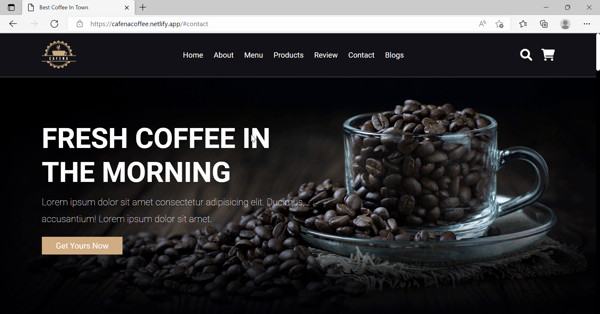 Best Coffee In Town
https://cafenacoffee.netlify.app/#contact
CAFENA
Home About Menu Products Review Contact Blogs
FRESH COFFEE IN
THE MORNING
Lorem ipsum dolor sit amet consectetur adipisicing elit. Ducimus,
accusantium! Lorem ipsum dolor sit amet.
Get Yours Now